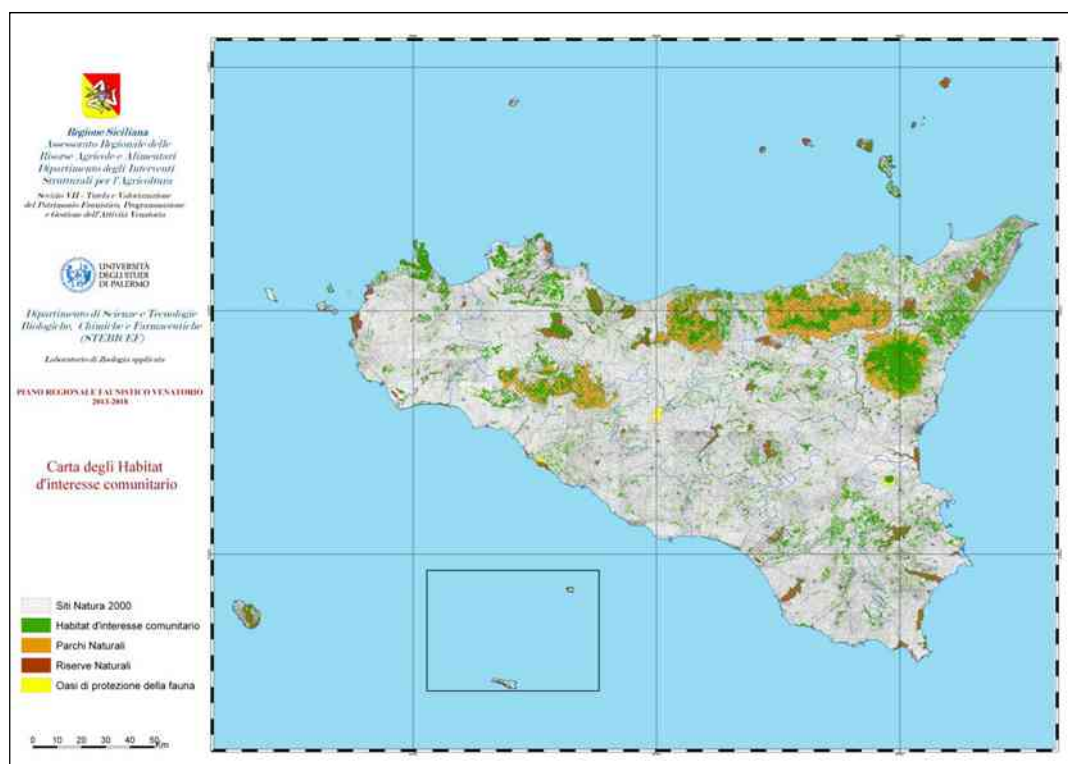 Regione Siciliana
Assessorato Regionale delle
Risorse Agricole e Alimentari
Dipartimento degli Interventi
Strutturali per l'Agricoltura
Servizio VII - Tutela e Valorizzazione
del Patrimonio Faunistico, Programmazione
e Gestione dell'Attività Venatoria
UNIVERSITÀ
DEGLI STUDI
DI PALERMO
Dipartimento di Scienze e Tecnologie
Biologiche, Chimiche e Farmaceutiche
(STEBICEF)
Laboratorio di Zoologia applicata
PIANO REGIONALE FAUNISTICO VENATORIO
2013-2018
Carta degli Habitat
d'interesse comunitario
Siti Natura 2000
Habitat d'interesse comunitario
Parchi Naturali
Riserve Naturali
Oasi di protezione della fauna
0 10 20 30 40 50 Km